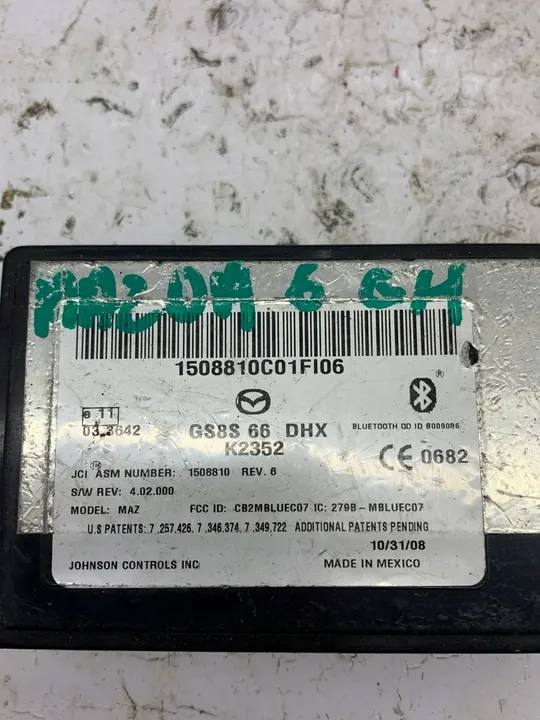 MAZDA 6 GH
1508810C01FI06
®
e 11
03 3642
GS8S 66 DHX
K2352
BLUETOOTH QD ID B009086
CE 0682
JCI™ ASM NUMBER: 1508810 REV. 6
S/W REV: 4.02.000
MODEL: MAZ FCC ID: CB2MBLUEC07 IC: 279B-MBLUEC07
U.S PATENTS: 7,257,426, 7,346,374, 7,349,722 ADDITIONAL PATENTS PENDING
10/31/08
JOHNSON CONTROLS INC
MADE IN MEXICO